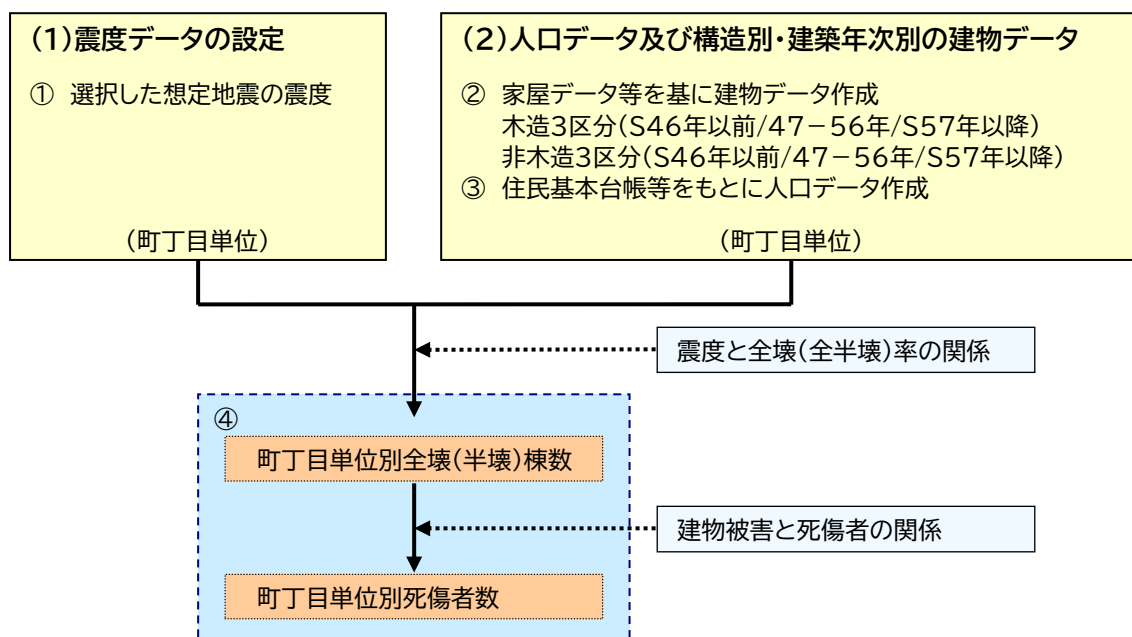 (1)震度データの設定
① 選択した想定地震の震度
(町丁目単位)
(2)人口データ及び構造別・建築年次別の建物データ
② 家屋データ等を基に建物データ作成
木造3区分(S46年以前/47-56年/S57年以降)
非木造3区分(S46年以前/47-56年/S57年以降)
③ 住民基本台帳等をもとに人口データ作成
(町丁目単位)
震度と全壊(全半壊)率の関係
④
町丁目単位別全壊(半壊)棟数
建物被害と死傷者の関係
町丁目単位別死傷者数